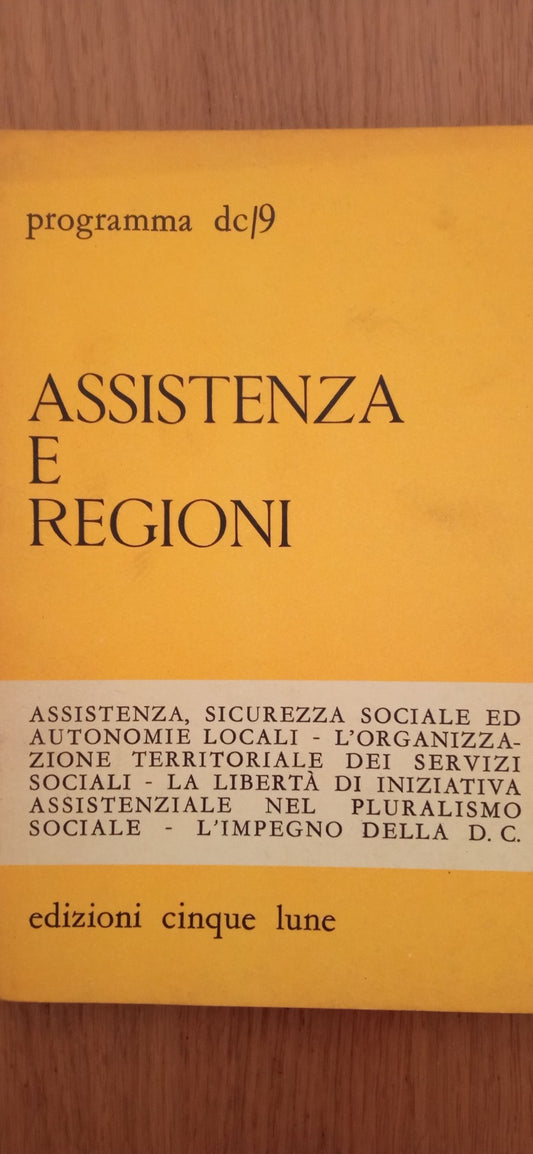 programma dc/9
ASSISTENZA
E
REGIONI
ASSISTENZA, SICUREZZA SOCIALE ED
AUTONOMIE LOCALI - L'ORGANIZZA-
ZIONE TERRITORIALE DEI SERVIZI
SOCIALI - LA LIBERTÀ DI INIZIATIVA
ASSISTENZIALE NEL PLURALISMO
SOCIALE - L'IMPEGNO DELLA D. C.
edizioni cinque lune